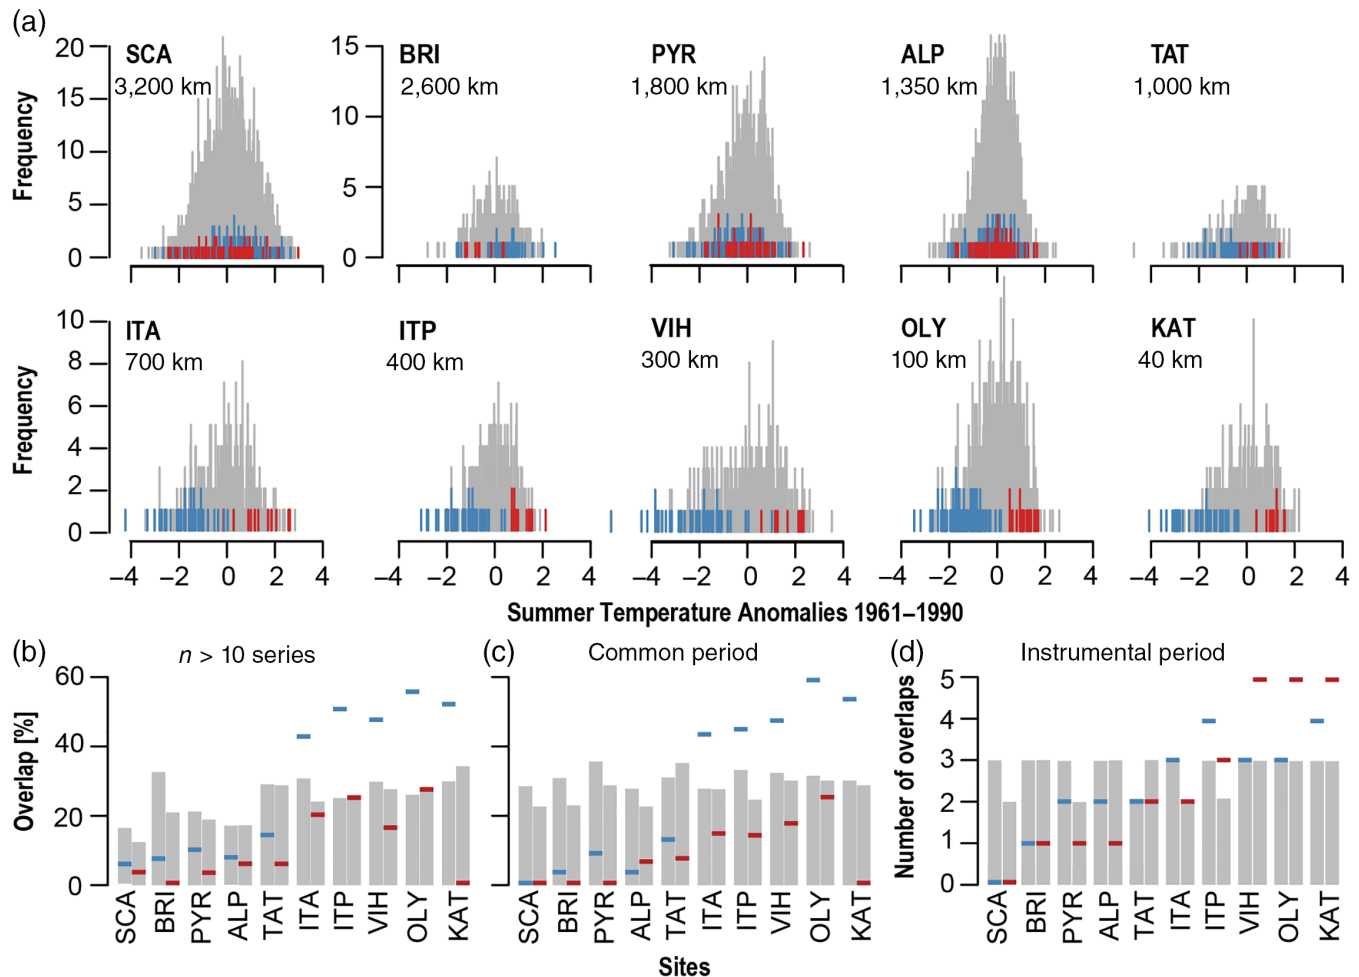 (a)
SCA
3,200 km
BRI
2,600 km
PYR
1,800 km
ALP
1,350 km
TAT
1,000 km
Frequency
20
15
10
5
0
15
10
5
0
ITA
700 km
ITP
400 km
VIH
300 km
OLY
100 km
KAT
40 km
Frequency
10
8
6
4
2
0
−4 −2 0 2 4
−4 −2 0 2 4
−4 −2 0 2 4
−4 −2 0 2 4
−4 −2 0 2 4
Summer Temperature Anomalies 1961–1990
(b)
n > 10 series
Overlap [%]
60
40
20
0
SCA BRI PYR ALP TAT ITA ITP VIH OLY KAT
(c)
Common period
SCA BRI PYR ALP TAT ITA ITP VIH OLY KAT
(d)
Instrumental period
Number of overlaps
5
4
3
2
1
0
SCA BRI PYR ALP TAT ITA ITP VIH OLY KAT
Sites